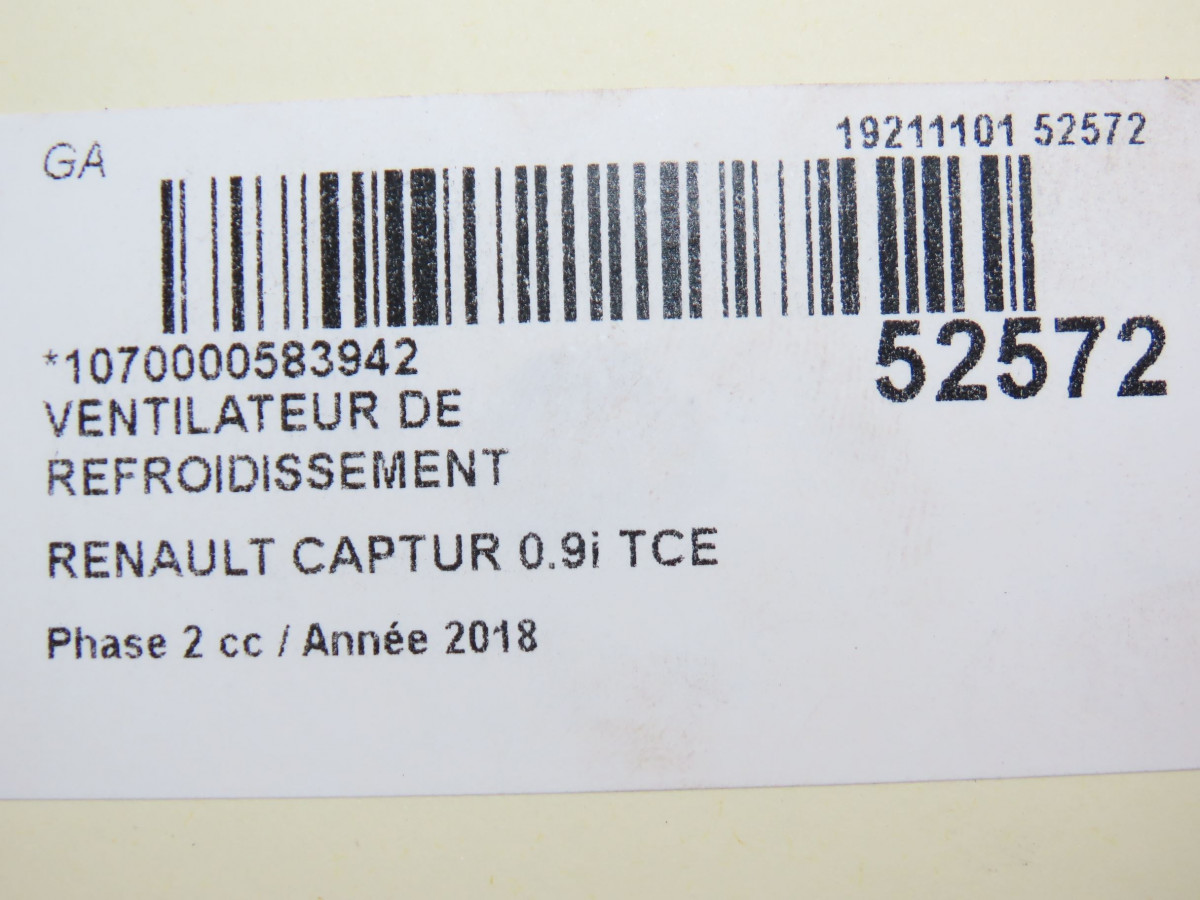 GA
19211101 52572
*1070000583942
52572
VENTILATEUR DE
REFROIDISSEMENT
RENAULT CAPTUR 0.9i TCE
Phase 2 cc / Année 2018